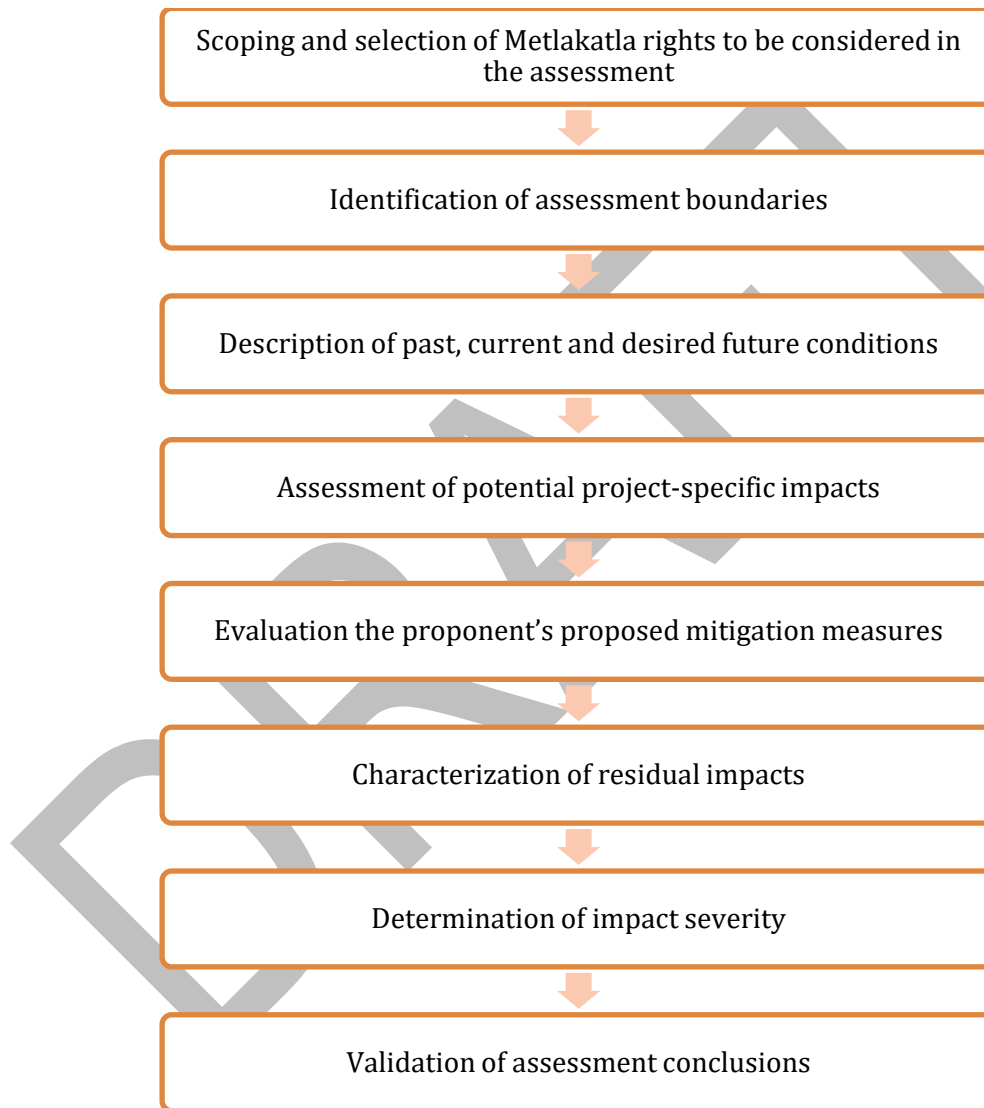 Scoping and selection of Metlakatla rights to be considered in
the assessment
Identification of assessment boundaries
Description of past, current and desired future conditions
Assessment of potential project-specific impacts
Evaluation the proponent’s proposed mitigation measures
Characterization of residual impacts
Determination of impact severity
Validation of assessment conclusions
DRAFT